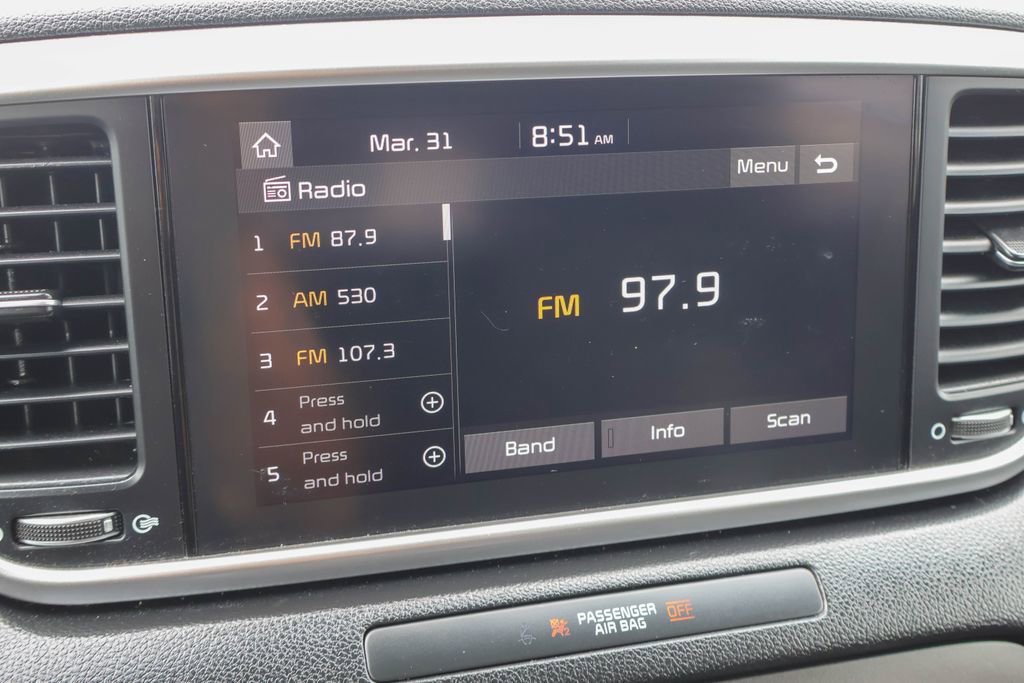 Mar. 31 8:51 AM
Radio Menu
1 FM 87.9
2 AM 530
3 FM 107.3
4 Press
and hold
5 Press
and hold
FM 97.9
Band Info Scan
PASSENGER
AIR BAG OFF
2